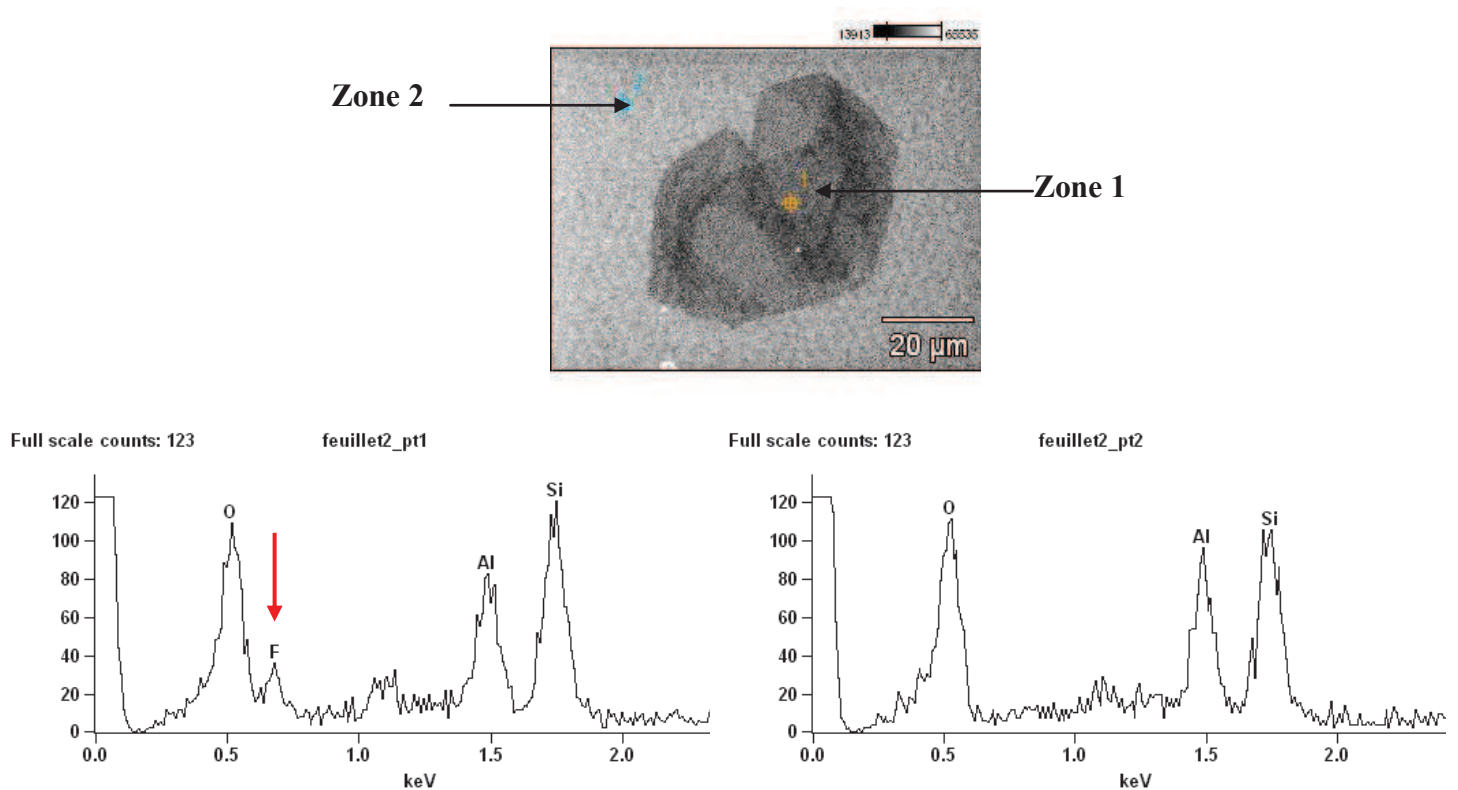 13913 65535
Zone 2
Zone 1
20 µm
Full scale counts: 123 feuillet2_pt1
120
100
80
60
40
20
0
O
F
Al
Si
0.0 0.5 1.0 1.5 2.0
keV
Full scale counts: 123 feuillet2_pt2
120
100
80
60
40
20
0
O
Al
Si
0.0 0.5 1.0 1.5 2.0
keV